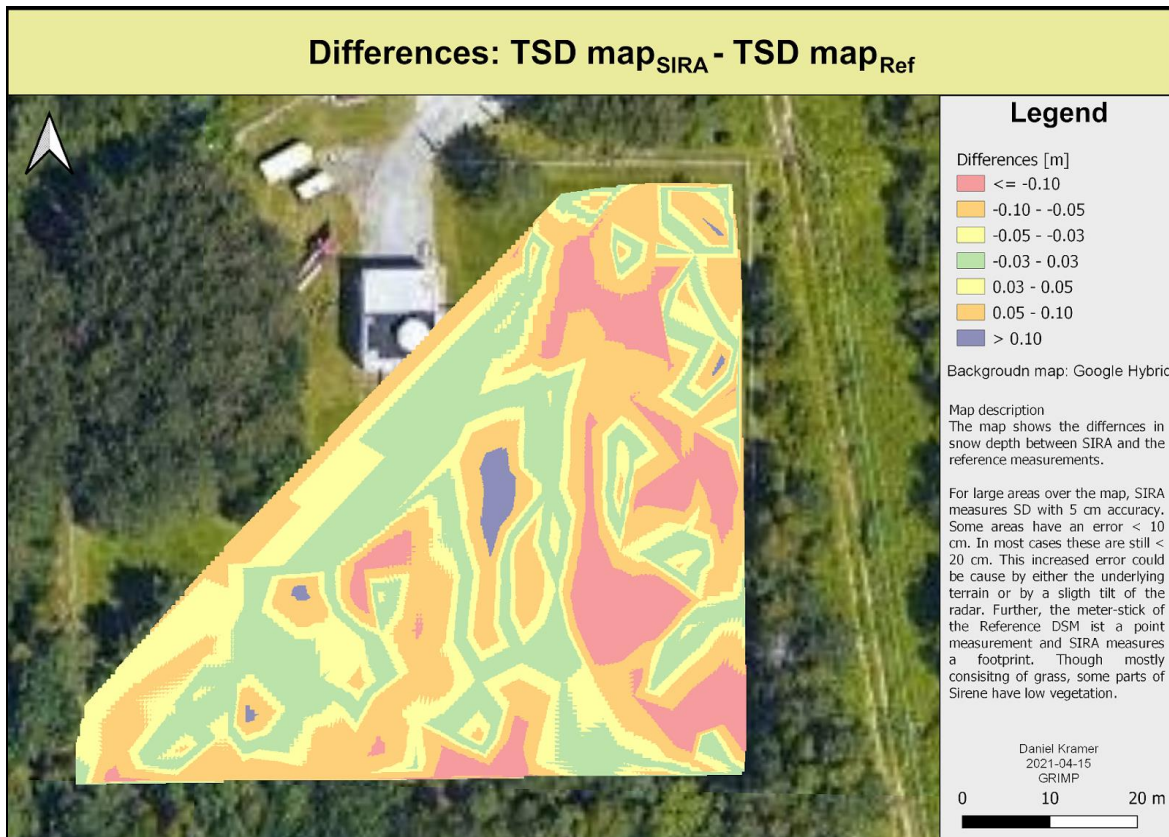 Differences: TSD map_SIRA - TSD map_Ref
Legend
Differences [m]
<= -0.10
-0.10 - -0.05
-0.05 - -0.03
-0.03 - 0.03
0.03 - 0.05
0.05 - 0.10
> 0.10
Backgroudn map: Google Hybrid
Map description
The map shows the differnces in
snow depth between SIRA and the
reference measurements.
For large areas over the map, SIRA
measures SD with 5 cm accuracy.
Some areas have an error < 10
cm. In most cases these are still <
20 cm. This increased error could
be cause by either the underlying
terrain or by a sligth tilt of the
radar. Further, the meter-stick of
the Reference DSM ist a point
measurement and SIRA measures
a footprint. Though mostly
consisitng of grass, some parts of
Sirene have low vegetation.
Daniel Kramer
2021-04-15
GRIMP
0 10 20 m